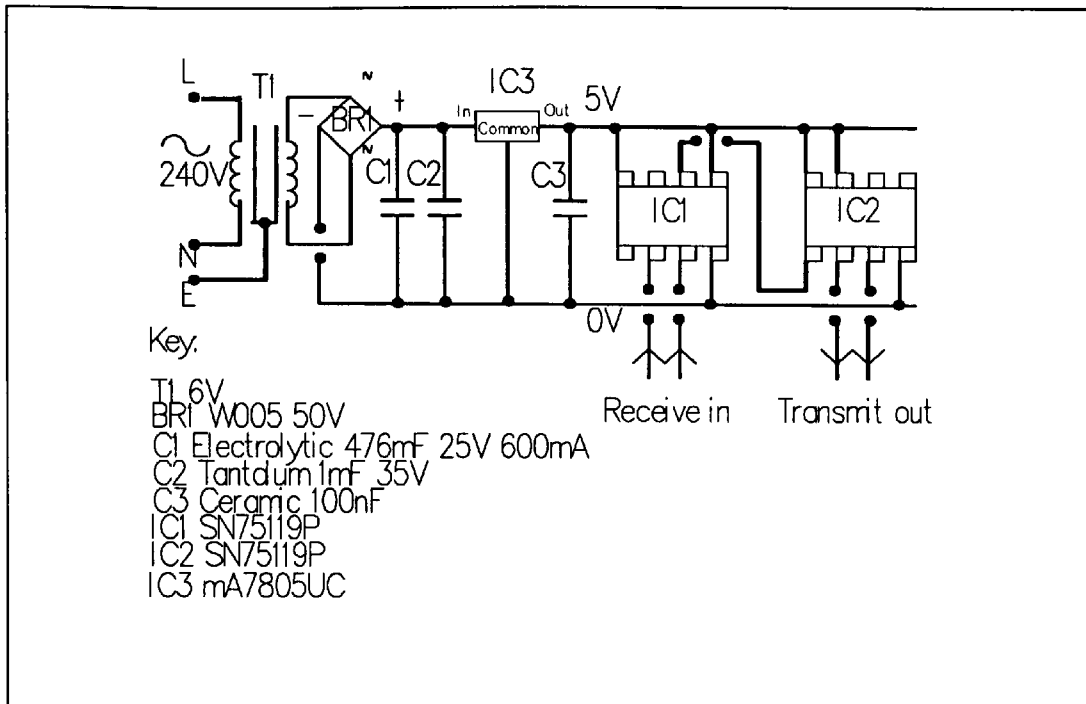 L
T1
~
IC3
+
In
Out
5V
-
BR1
Common
~
240V
~
C1
C2
C3
IC1
IC2
N
E
0V
Key:
Receive in
Transmit out
T1 6V
BR1 W005 50V
C1 Electrolytic 476mF 25V 600mA
C2 Tantalum 1mF 35V
C3 Ceramic 100nF
IC1 SN75119P
IC2 SN75119P
IC3 mA7805UC